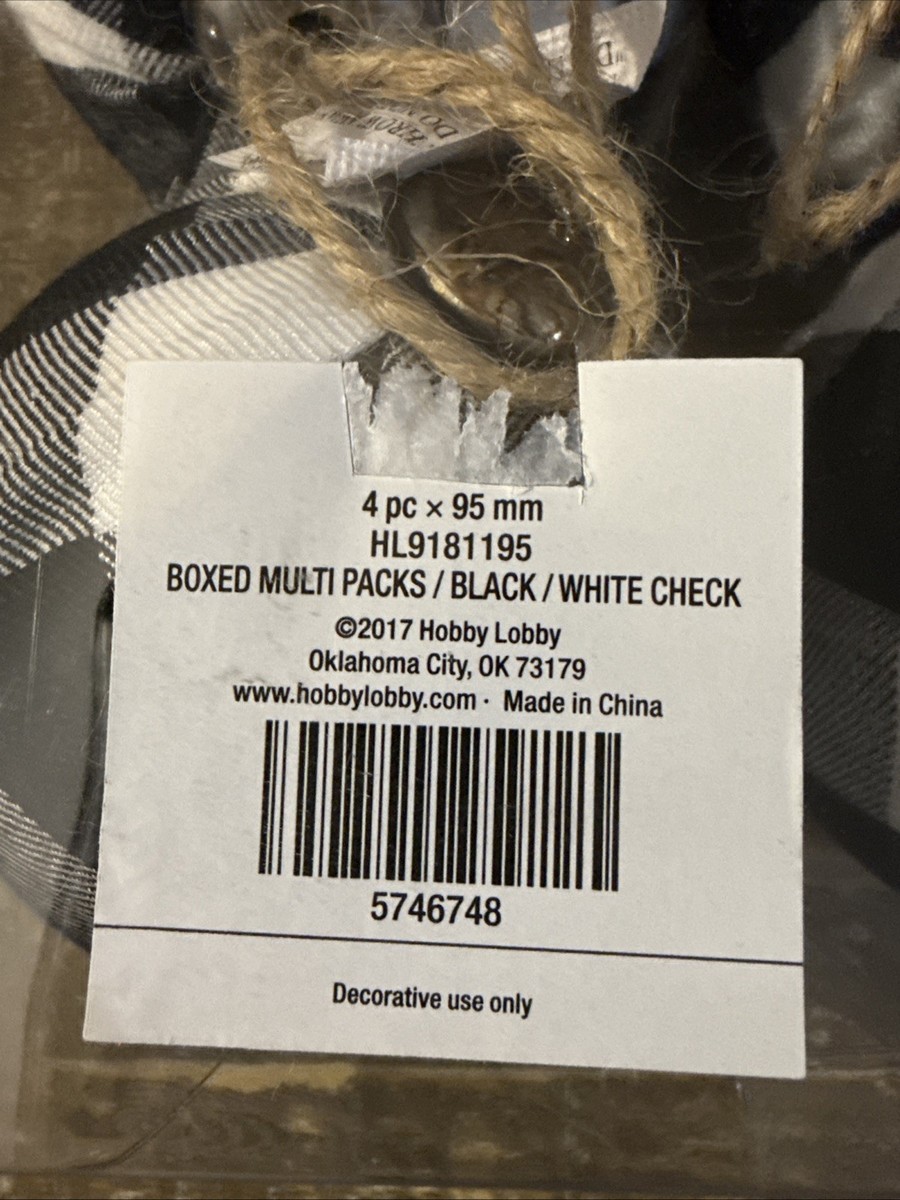 4 pc × 95 mm
HL9181195
BOXED MULTI PACKS / BLACK / WHITE CHECK
©2017 Hobby Lobby
Oklahoma City, OK 73179
www.hobbylobby.com · Made in China
5746748
Decorative use only